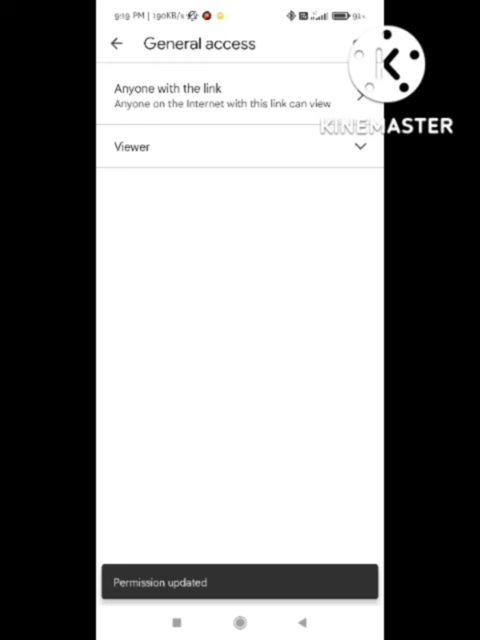 9:19 PM | 190KB/s
91%
General access
Anyone with the link
Anyone on the Internet with this link can view
KINEMASTER
Viewer
Permission updated